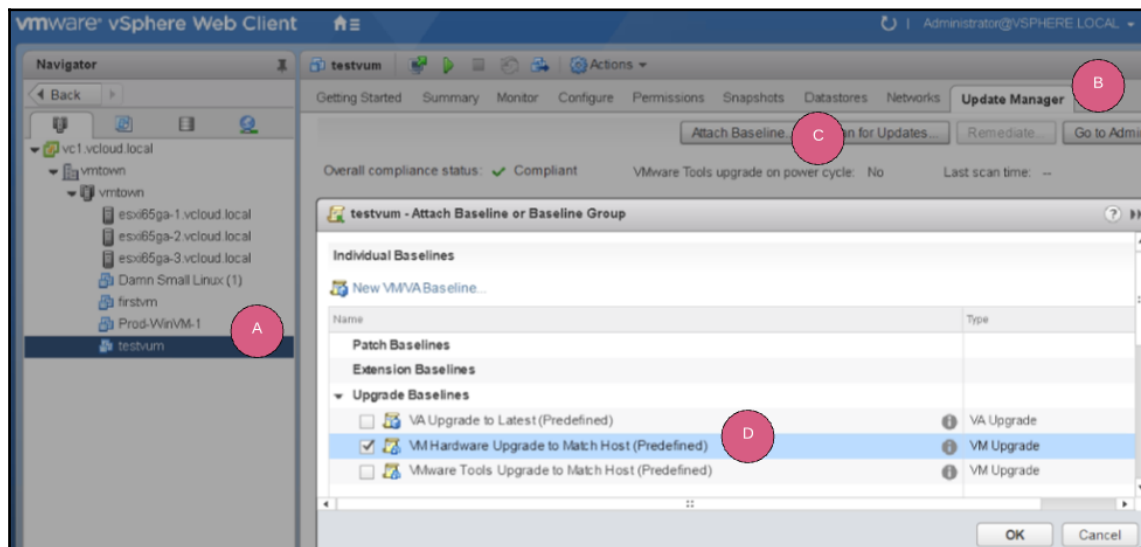 vmware® vSphere Web Client
Administrator@VSPHERE.LOCAL
Navigator
testvum
Actions
B
Back
Getting Started Summary Monitor Configure Permissions Snapshots Datastores Networks Update Manager
Attach Baseline... C for Updates... Remediate... Go to Admi
vc1.vcloud.local
vmtown
Overall compliance status: Compliant VMware Tools upgrade on power cycle: No Last scan time: --
vmtown
esxi65ga-1.vcloud.local
testvum - Attach Baseline or Baseline Group
esxi65ga-2.vcloud.local
esxi65ga-3.vcloud.local
Individual Baselines
Damn Small Linux (1)
New VM/VA Baseline...
firstvm
Prod-WinVM-1
A
Name Type
testvum
Patch Baselines
Extension Baselines
Upgrade Baselines
VA Upgrade to Latest (Predefined) VA Upgrade
D
VM Hardware Upgrade to Match Host (Predefined) VM Upgrade
VMware Tools Upgrade to Match Host (Predefined) VM Upgrade
OK Cancel